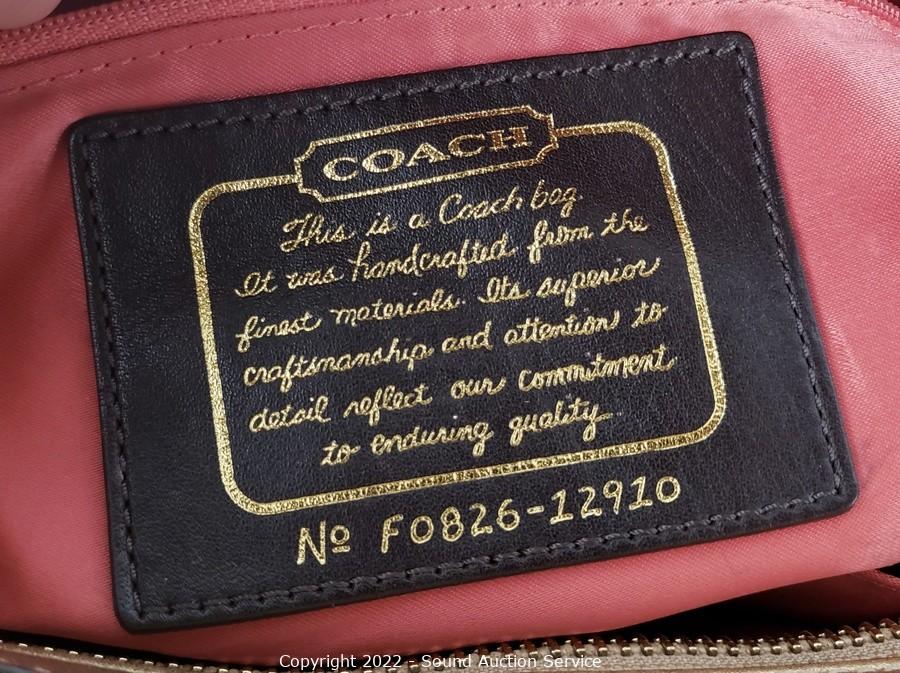 COACH
This is a Coach bag.
It was handcrafted from the
finest materials. Its superior
craftsmanship and attention to
detail reflect our commitment
to enduring quality.
Nº F0826-12910
Copyright 2022 - Sound Auction Service